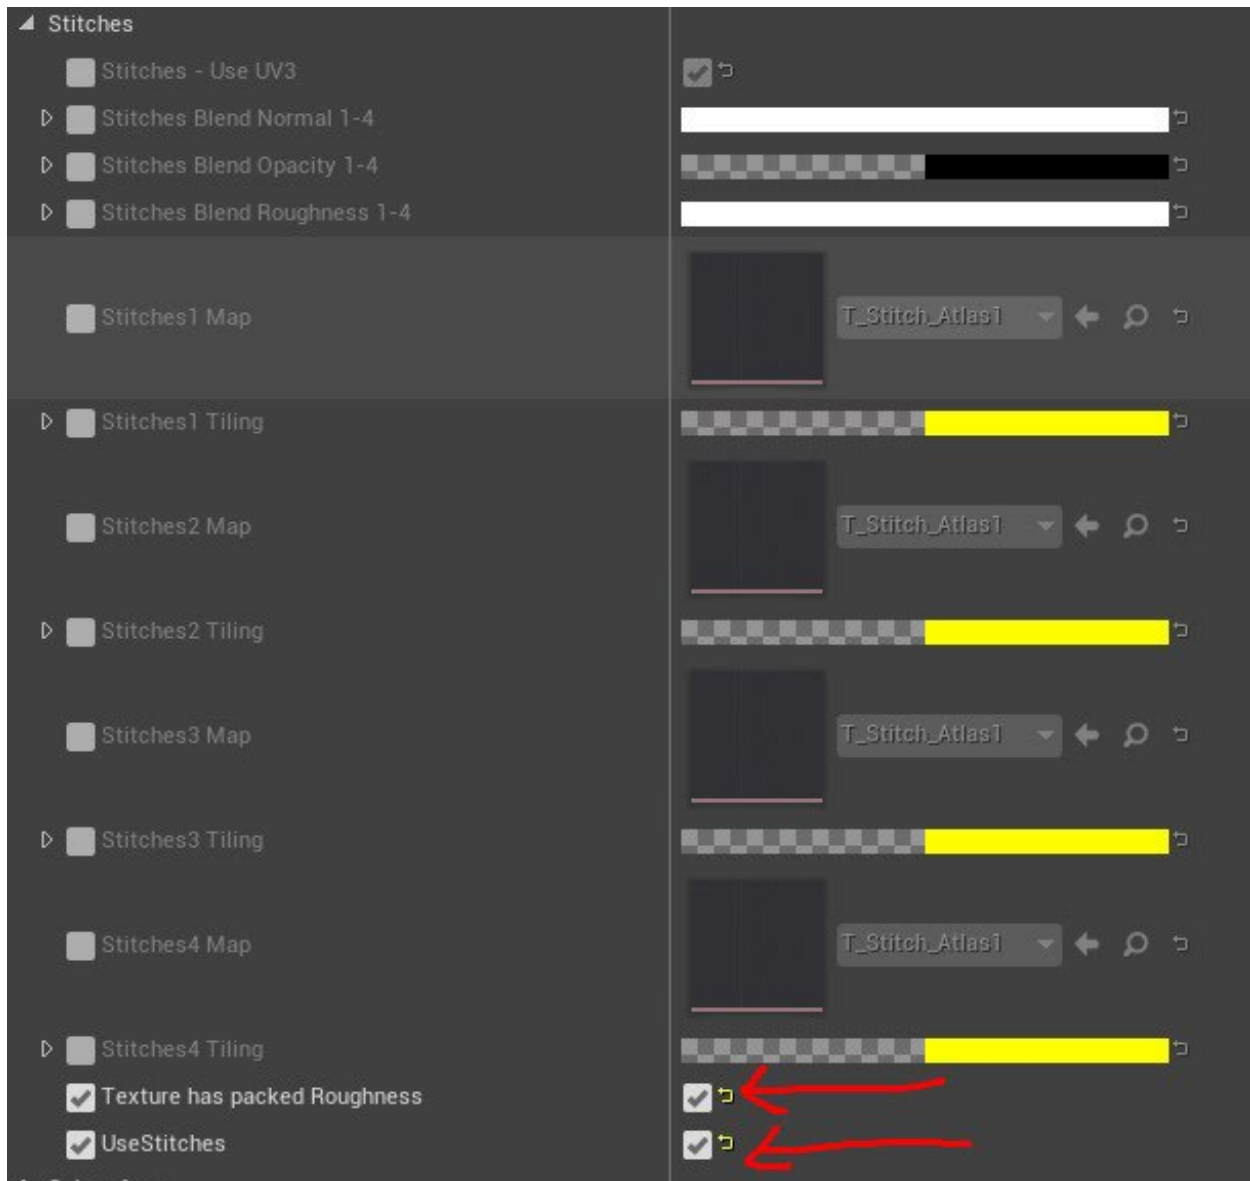 Stitches
Stitches - Use UV3
Stitches Blend Normal 1-4
Stitches Blend Opacity 1-4
Stitches Blend Roughness 1-4
Stitches1 Map
T_Stitch_Atlas1
Stitches1 Tiling
Stitches2 Map
T_Stitch_Atlas1
Stitches2 Tiling
Stitches3 Map
T_Stitch_Atlas1
Stitches3 Tiling
Stitches4 Map
T_Stitch_Atlas1
Stitches4 Tiling
Texture has packed Roughness
UseStitches